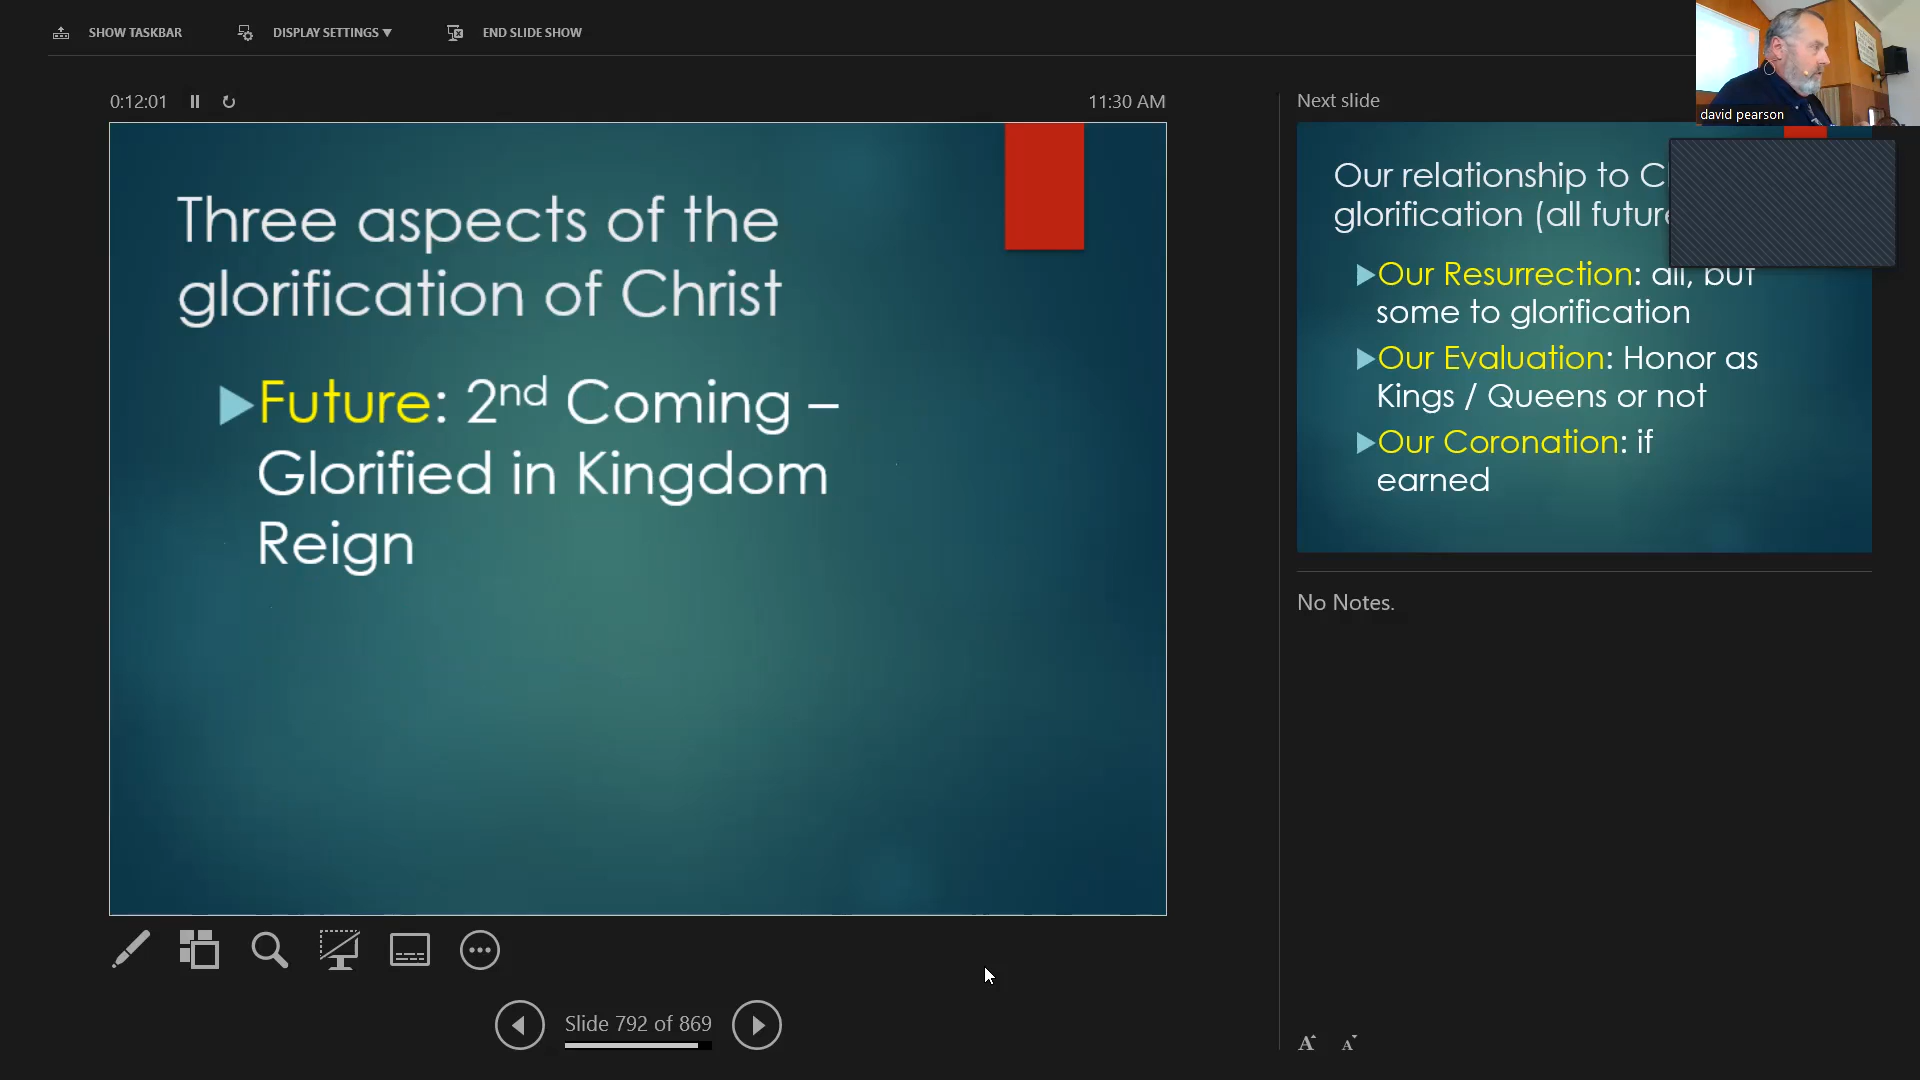 SHOW TASKBAR DISPLAY SETTINGS ▼ END SLIDE SHOW
0:12:01 11:30 AM
Three aspects of the
glorification of Christ
Future: 2nd Coming –
Glorified in Kingdom
Reign
Slide 792 of 869
Next slide
david pearson
Our relationship to
glorification (all
Our Resurrection: all, but
some to glorification
Our Evaluation: Honor as
Kings / Queens or not
Our Coronation: if
earned
No Notes.
A A